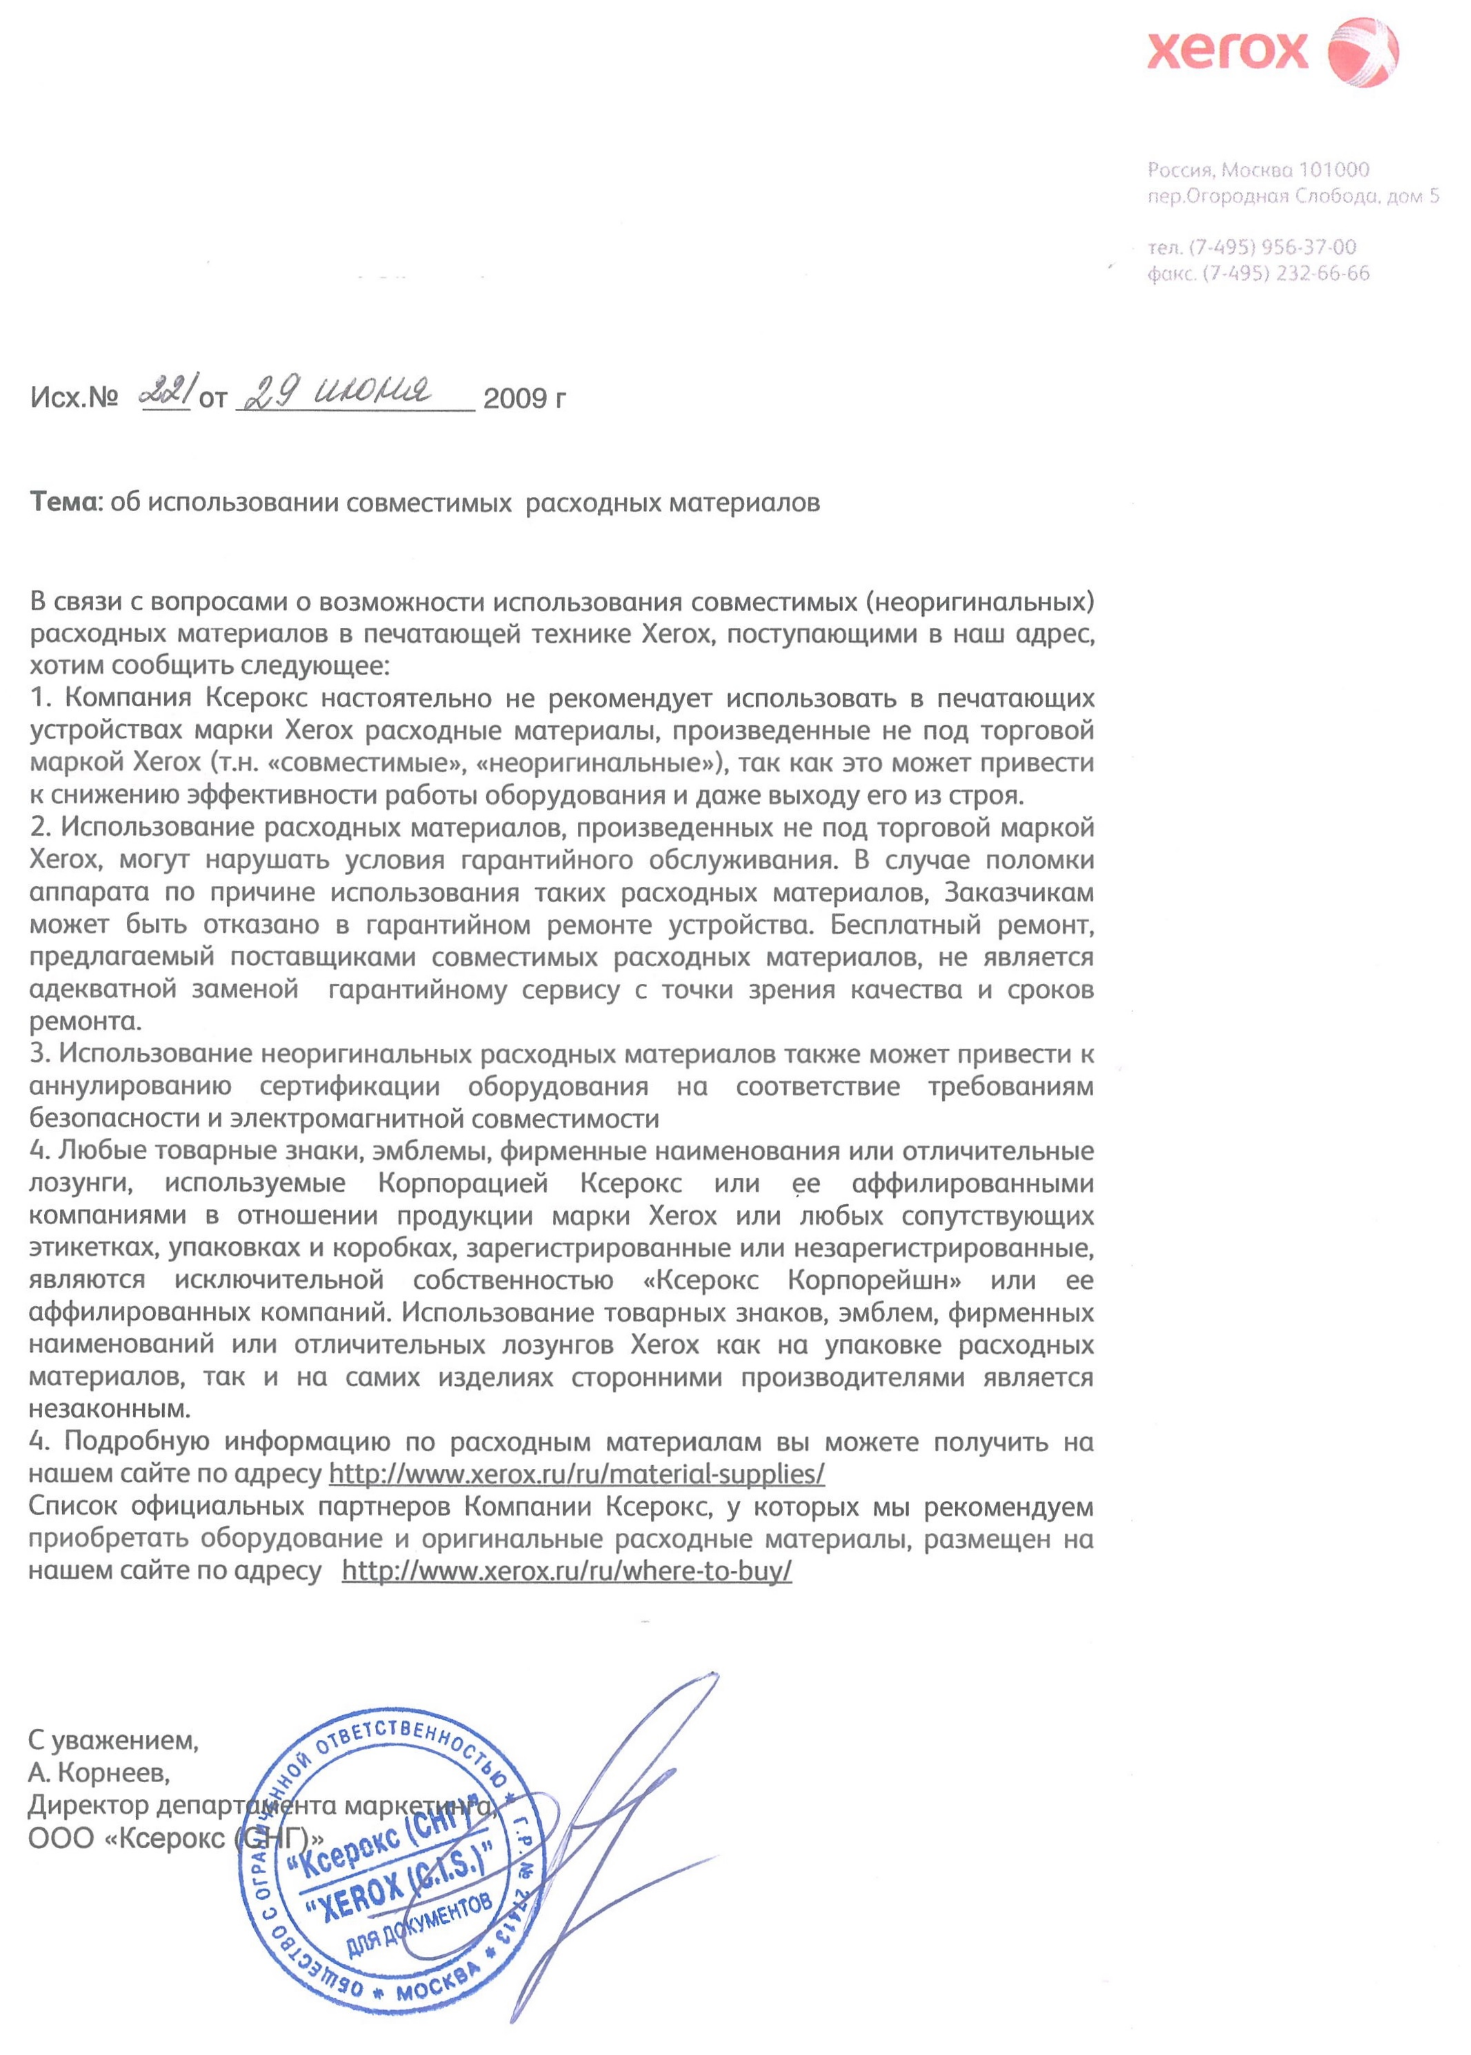 xerox
Россия, Москва 101000
пер.Огородная Слобода, дом 5
тел. (7-495) 956-37-00
факс. (7-495) 232-66-66
Исх.№ 221 от 29 июня 2009 г
Тема: об использовании совместимых расходных материалов
В связи с вопросами о возможности использования совместимых (неоригинальных)
расходных материалов в печатающей технике Xerox, поступающими в наш адрес,
хотим сообщить следующее:
1. Компания Ксерокс настоятельно не рекомендует использовать в печатающих
устройствах марки Xerox расходные материалы, произведенные не под торговой
маркой Xerox (т.н. «совместимые», «неоригинальные»), так как это может привести
к снижению эффективности работы оборудования и даже выходу его из строя.
2. Использование расходных материалов, произведенных не под торговой маркой
Xerox, могут нарушать условия гарантийного обслуживания. В случае поломки
аппарата по причине использования таких расходных материалов, Заказчикам
может быть отказано в гарантийном ремонте устройства. Бесплатный ремонт,
предлагаемый поставщиками совместимых расходных материалов, не является
адекватной заменой гарантийному сервису с точки зрения качества и сроков
ремонта.
3. Использование неоригинальных расходных материалов также может привести к
аннулированию сертификации оборудования на соответствие требованиям
безопасности и электромагнитной совместимости
4. Любые товарные знаки, эмблемы, фирменные наименования или отличительные
лозунги, используемые Корпорацией Ксерокс или ее аффилированными
компаниями в отношении продукции марки Xerox или любых сопутствующих
этикетках, упаковках и коробках, зарегистрированные или незарегистрированные,
являются исключительной собственностью «Ксерокс Корпорейшн» или ее
аффилированных компаний. Использование товарных знаков, эмблем, фирменных
наименований или отличительных лозунгов Xerox как на упаковке расходных
материалов, так и на самих изделиях сторонними производителями является
незаконным.
4. Подробную информацию по расходным материалам вы можете получить на
нашем сайте по адресу http://www.xerox.ru/ru/material-supplies/
Список официальных партнеров Компании Ксерокс, у которых мы рекомендуем
приобретать оборудование и оригинальные расходные материалы, размещен на
нашем сайте по адресу http://www.xerox.ru/ru/where-to-buy/
С уважением,
А. Корнеев,
Директор департамента маркетинга,
ООО «Ксерокс (СНГ)»
ОБЩЕСТВО С ОГРАНИЧЕННОЙ ОТВЕТСТВЕННОСТЬЮ * Г.Р. № 27413 * МОСКВА *
"Ксерокс (СНГ)"
"XEROX (C.I.S.)"
ДЛЯ ДОКУМЕНТОВ